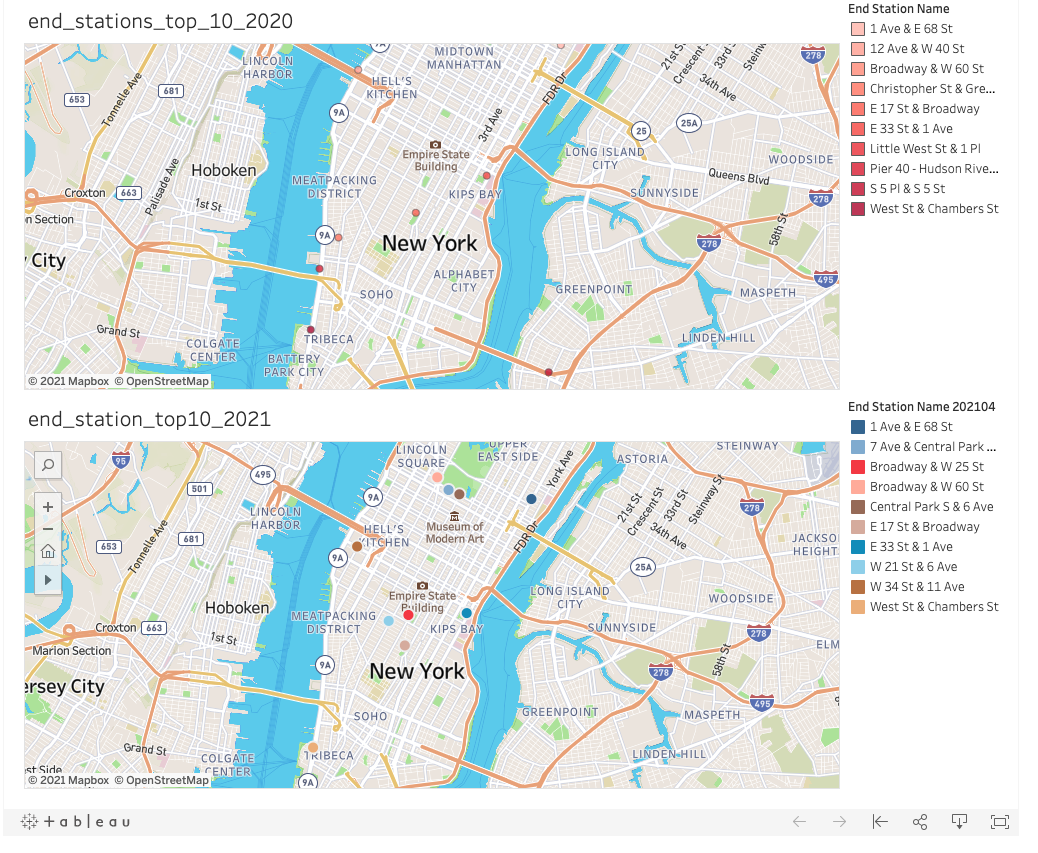 end_stations_top_10_2020
End Station Name
1 Ave & E 68 St
12 Ave & W 40 St
Broadway & W 60 St
Christopher St & Gre...
E 17 St & Broadway
E 33 St & 1 Ave
Little West St & 1 Pl
Pier 40 - Hudson Rive...
S 5 Pl & S 5 St
West St & Chambers St
LINCOLN
HARBOR
MIDTOWN
MANHATTAN
HELL'S
KITCHEN
653
681
Tonnelle Ave
9A
FDR Dr
3rd Ave
21st S
Crescent
33rd
Steinw
34th Ave
278
25
25A
Empire State
Building
LONG ISLAND
CITY
WOODSIDE
Queens Blvd
Hoboken
Palisade Ave
MEATPACKING
DISTRICT
KIPS BAY
SUNNYSIDE
Croxton
663
1st St
n Section
278
9A
New York
278
58th St
y City
ALPHABET
CITY
495
SOHO
GREENPOINT
MASPETH
Grand St
COLGATE
CENTER
TRIBECA
LINDEN HILL
BATTERY
PARK CITY
© 2021 Mapbox © OpenStreetMap
end_station_top10_2021
End Station Name 202104
1 Ave & E 68 St
7 Ave & Central Park ...
Broadway & W 25 St
Broadway & W 60 St
Central Park S & 6 Ave
E 17 St & Broadway
E 33 St & 1 Ave
W 21 St & 6 Ave
W 34 St & 11 Ave
West St & Chambers St
95
LINCOLN
SQUARE
UPPER
EAST SIDE
York Ave
ASTORIA
STEINWAY
501
495
9A
LINCOLN
HARBOR
21st St
Crescent St
33rd St
Steinway St
34th Ave
278
Museum of
Modern Art
HELL'S
KITCHEN
FDR Dr
653
681
Tonnelle Ave
9A
JACKSO
HEIGHT
25A
Empire State
Building
LONG ISLAND
CITY
WOODSIDE
Hoboken
MEATPACKING
DISTRICT
KIPS BAY
SUNNYSIDE
Croxton
663
1st St
278
ELM
Marion Section
9A
New York
278
58th St
ersey City
495
SOHO
GREENPOINT
MASPETH
Grand St
COLGATE
CENTER
TRIBECA
LINDEN HILL
st Side
9A
© 2021 Mapbox © OpenStreetMap
+ a b | e a u